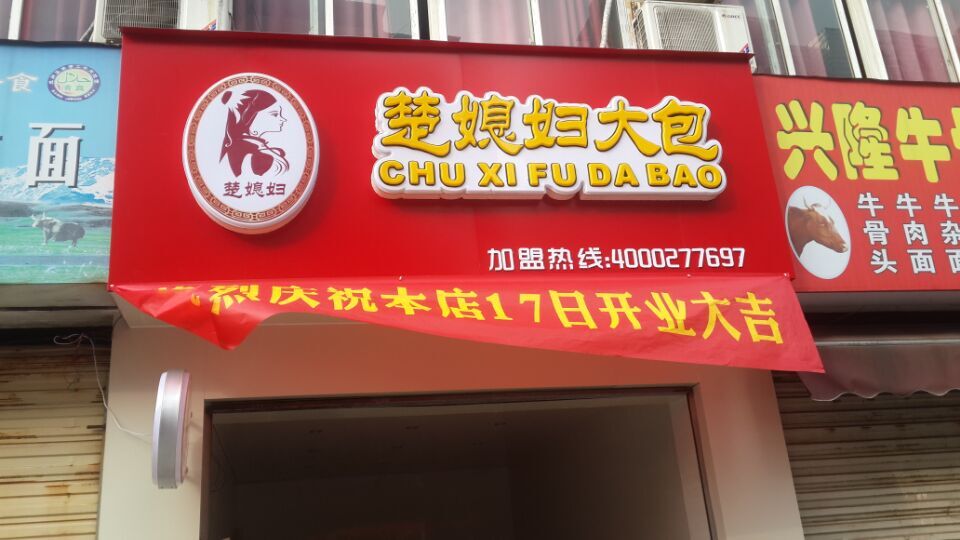 食
面
楚媳妇
楚媳妇大包
CHU XI FU DA BAO
加盟热线:4000277697
烈庆祝本店17日开业大吉
兴隆牛
牛 牛 牛
骨 肉 杂
头 面 面